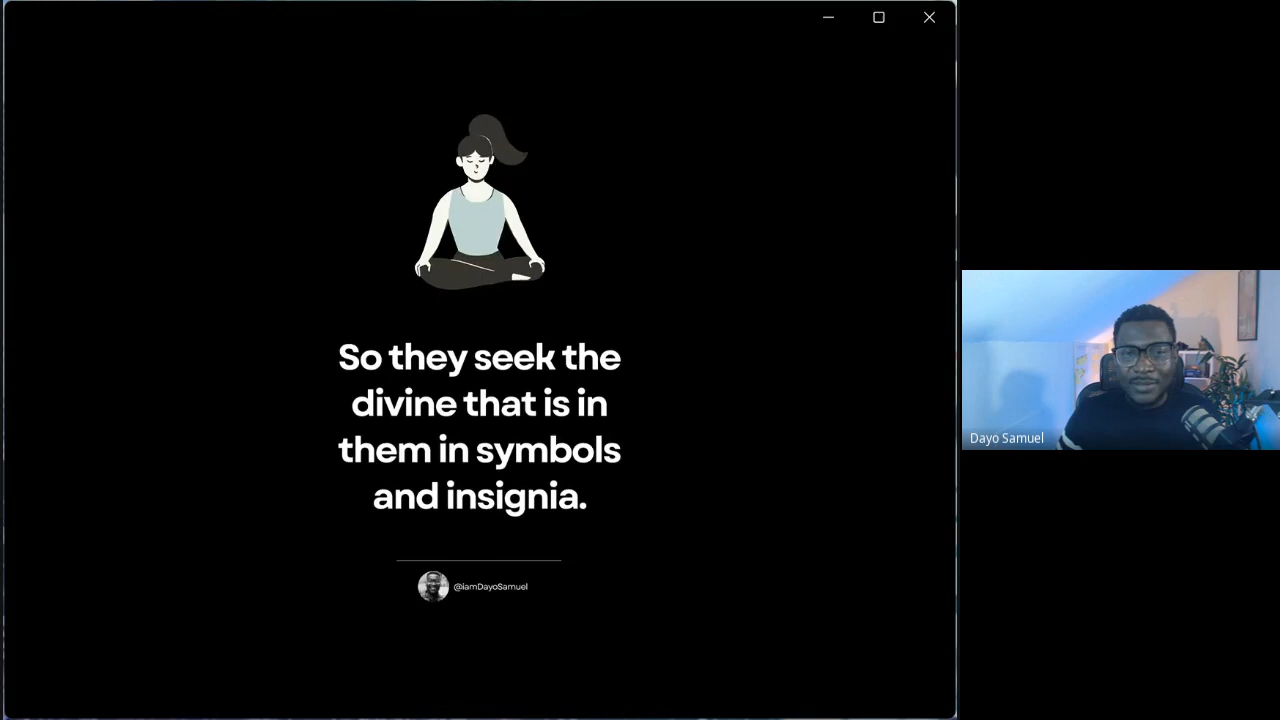 So they seek the
divine that is in
them in symbols
and insignia.
@iamDayoSamuel
Dayo Samuel